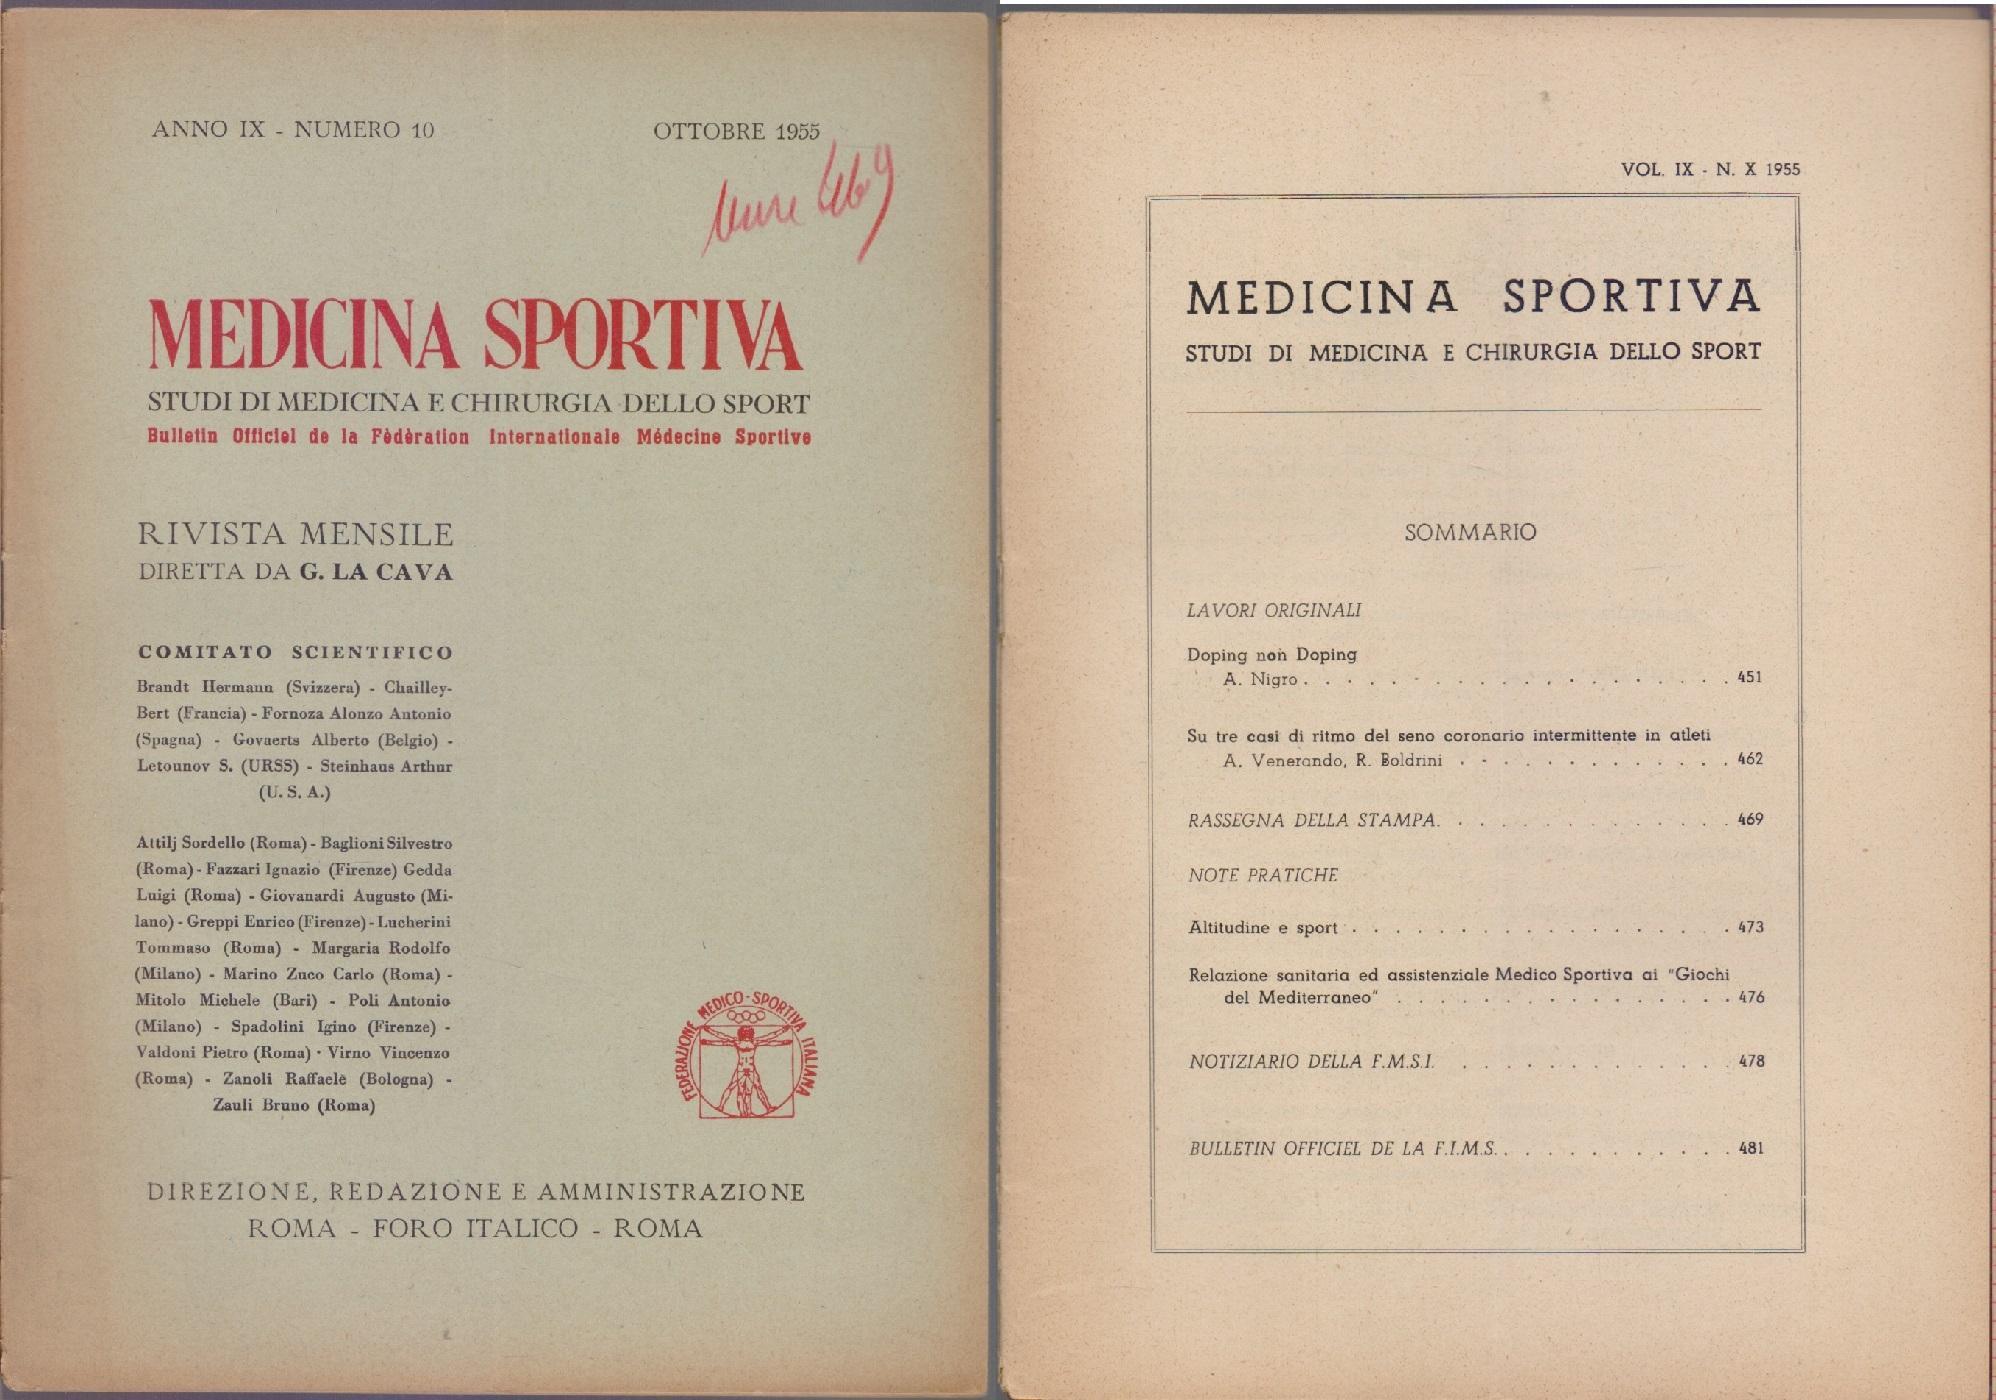 ANNO IX - NUMERO 10
OTTOBRE 1955
MEDICINA SPORTIVA
STUDI DI MEDICINA E CHIRURGIA DELLO SPORT
Bulletin Officiel de la Fèdèration Internationale Médecine Sportive
RIVISTA MENSILE
DIRETTA DA G. LA CAVA
COMITATO SCIENTIFICO
Brandt Hermann (Svizzera) - Chailley-
Bert (Francia) - Fornoza Alonzo Antonio
(Spagna) - Govaerts Alberto (Belgio) -
Letounov S. (URSS) - Steinhaus Arthur
(U. S. A.)
Attilj Sordello (Roma) - Baglioni Silvestro
(Roma) - Fazzari Ignazio (Firenze) Gedda
Luigi (Roma) - Giovanardi Augusto (Mi-
lano) - Greppi Enrico (Firenze) - Lucherini
Tommaso (Roma) - Margaria Rodolfo
(Milano) - Marino Zuco Carlo (Roma) -
Mitolo Michele (Bari) - Poli Antonio
(Milano) - Spadolini Igino (Firenze) -
Valdoni Pietro (Roma) - Virno Vincenzo
(Roma) - Zanoli Raffaele (Bologna) -
Zauli Bruno (Roma)
FEDERAZIONE MEDICO-SPORTIVA ITALIANA
DIREZIONE, REDAZIONE E AMMINISTRAZIONE
ROMA - FORO ITALICO - ROMA
VOL. IX - N. X 1955
MEDICINA SPORTIVA
STUDI DI MEDICINA E CHIRURGIA DELLO SPORT
SOMMARIO
LAVORI ORIGINALI
Doping non Doping
A. Nigro . . . . . . . . . . . . . . . . . . . 451
Su tre casi di ritmo del seno coronario intermittente in atleti
A. Venerando, R. Boldrini . . . . . . . . . . . . 462
RASSEGNA DELLA STAMPA. . . . . . . . . . . . . 469
NOTE PRATICHE
Altitudine e sport . . . . . . . . . . . . . . . . . 473
Relazione sanitaria ed assistenziale Medico Sportiva ai "Giochi
del Mediterraneo" . . . . . . . . . . . . . . . 476
NOTIZIARIO DELLA F.M.S.I. . . . . . . . . . . . . 478
BULLETIN OFFICIEL DE LA F.I.M.S. . . . . . . . . . . . 481